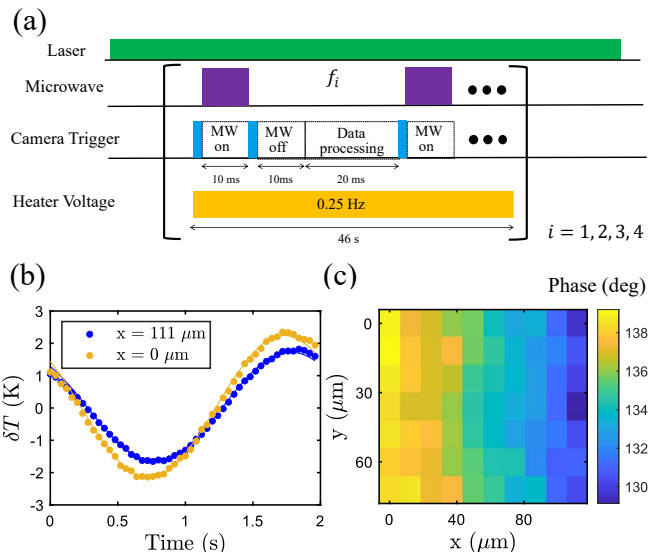 (a)
Laser
Microwave
f_i
Camera Trigger
MW on
MW off
Data processing
MW on
10 ms
10ms
20 ms
Heater Voltage
0.25 Hz
46 s
i = 1, 2, 3, 4
(b)
3
2
1
0
-1
-2
-3
δT (K)
x = 111 μm
x = 0 μm
0
0.5
1
1.5
2
Time (s)
(c)
Phase (deg)
0
30
60
y (μm)
0
40
80
x (μm)
138
136
134
132
130